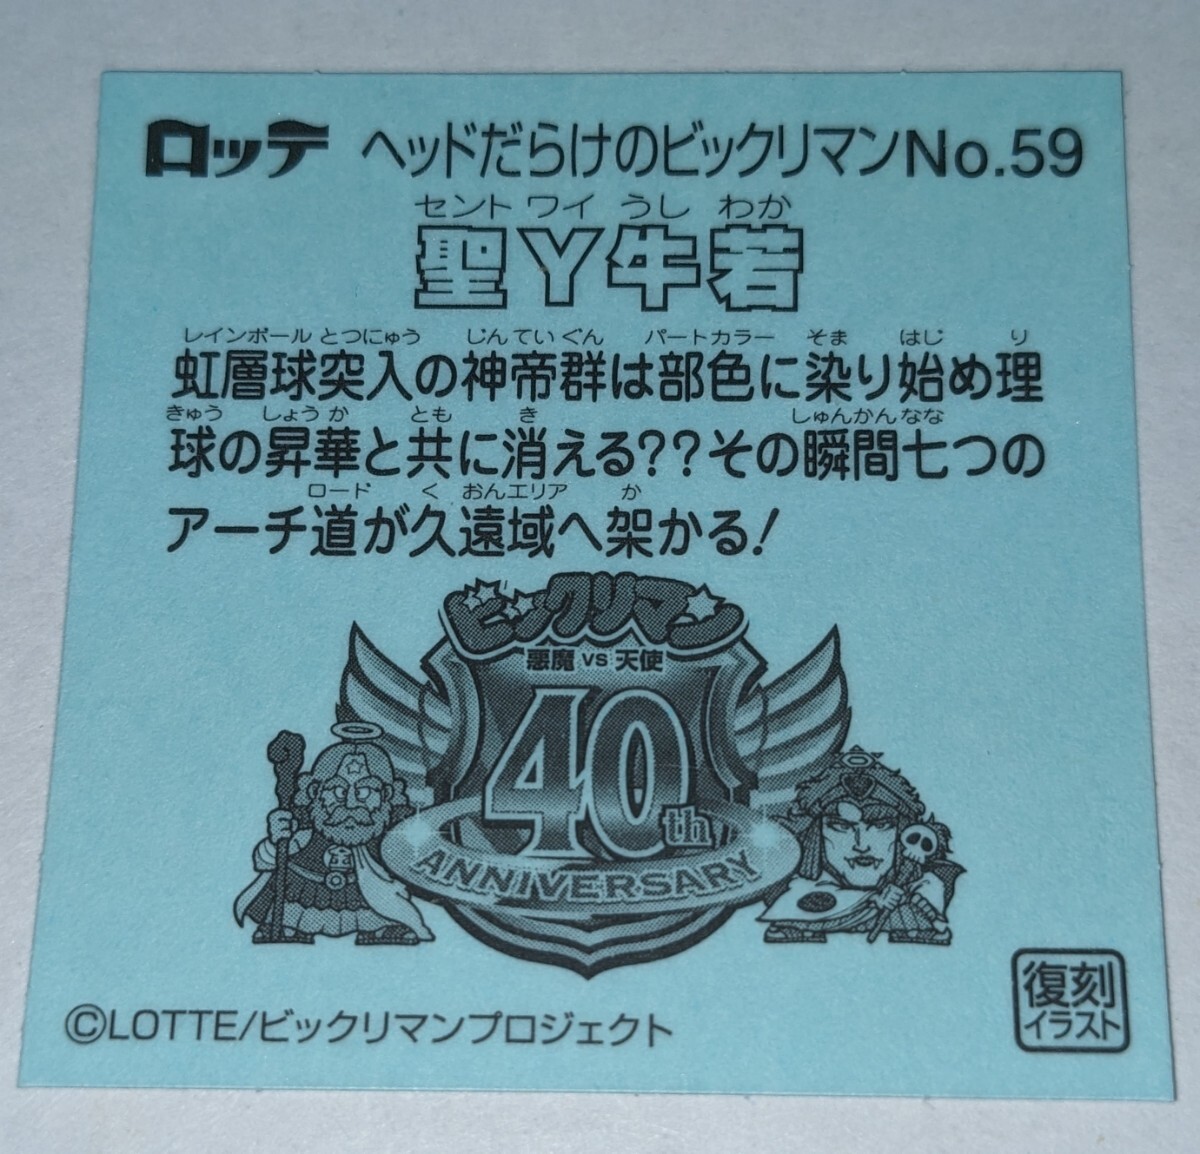 ロッテ ヘッドだらけのビックリマンNo.59
セント ワイ うし わか
聖Y牛若
レインボール とつにゅう じんていぐん パートカラー そま はじ り
虹層球突入の神帝群は部色に染り始め理
きゅう しょうか とも き しゅんかんなな
球の昇華と共に消える??その瞬間七つの
ロード く おんエリア か
アーチ道が久遠域へ架かる!
ビックリマン
悪魔 VS 天使
40th
ANNIVERSARY
復刻
イラスト
©LOTTE/ビックリマンプロジェクト